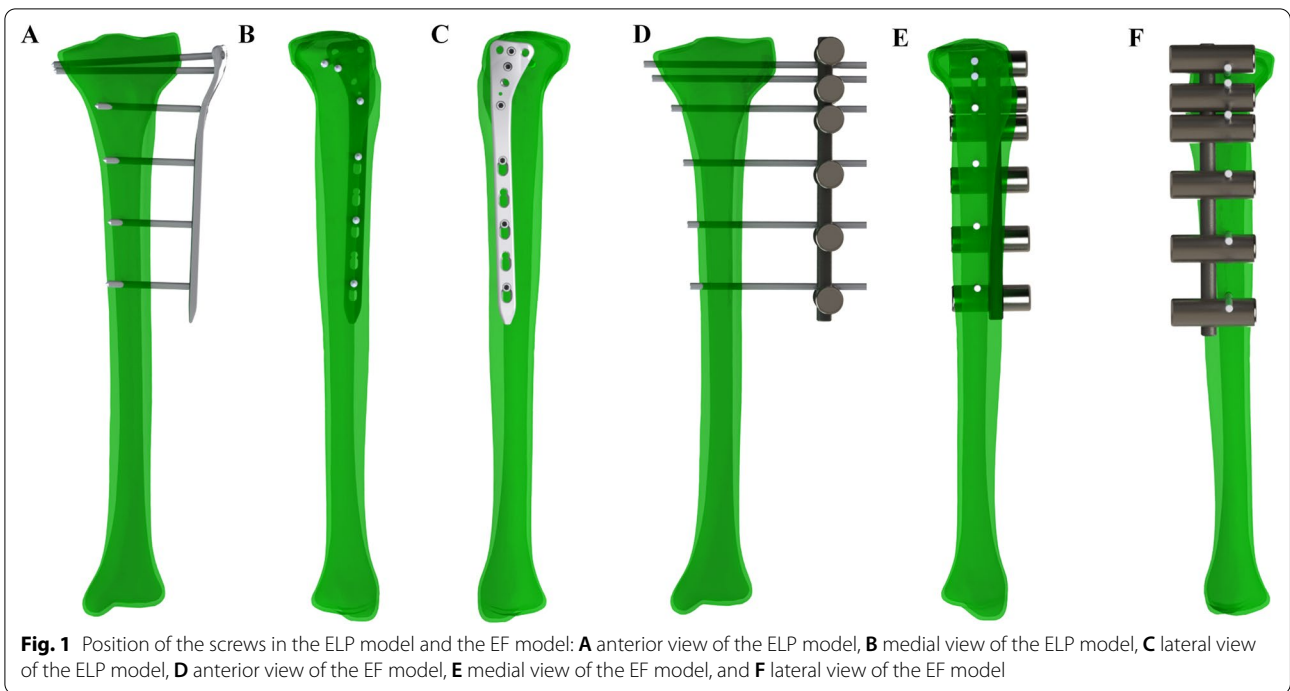 A B C D E F
Fig. 1 Position of the screws in the ELP model and the EF model: A anterior view of the ELP model, B medial view of the ELP model, C lateral view
of the ELP model, D anterior view of the EF model, E medial view of the EF model, and F lateral view of the EF model